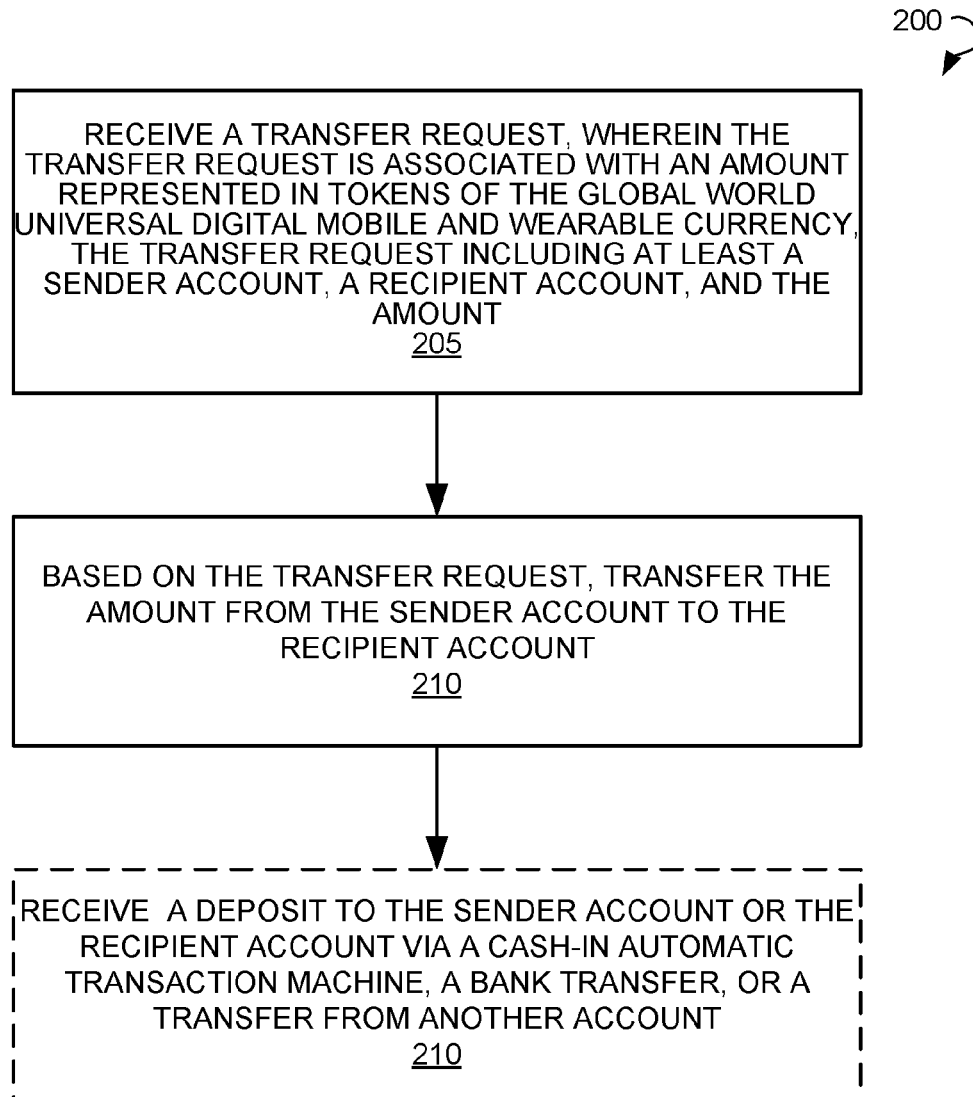 200
RECEIVE A TRANSFER REQUEST, WHEREIN THE
TRANSFER REQUEST IS ASSOCIATED WITH AN AMOUNT
REPRESENTED IN TOKENS OF THE GLOBAL WORLD
UNIVERSAL DIGITAL MOBILE AND WEARABLE CURRENCY,
THE TRANSFER REQUEST INCLUDING AT LEAST A
SENDER ACCOUNT, A RECIPIENT ACCOUNT, AND THE
AMOUNT
205
BASED ON THE TRANSFER REQUEST, TRANSFER THE
AMOUNT FROM THE SENDER ACCOUNT TO THE
RECIPIENT ACCOUNT
210
RECEIVE A DEPOSIT TO THE SENDER ACCOUNT OR THE
RECIPIENT ACCOUNT VIA A CASH-IN AUTOMATIC
TRANSACTION MACHINE, A BANK TRANSFER, OR A
TRANSFER FROM ANOTHER ACCOUNT
210